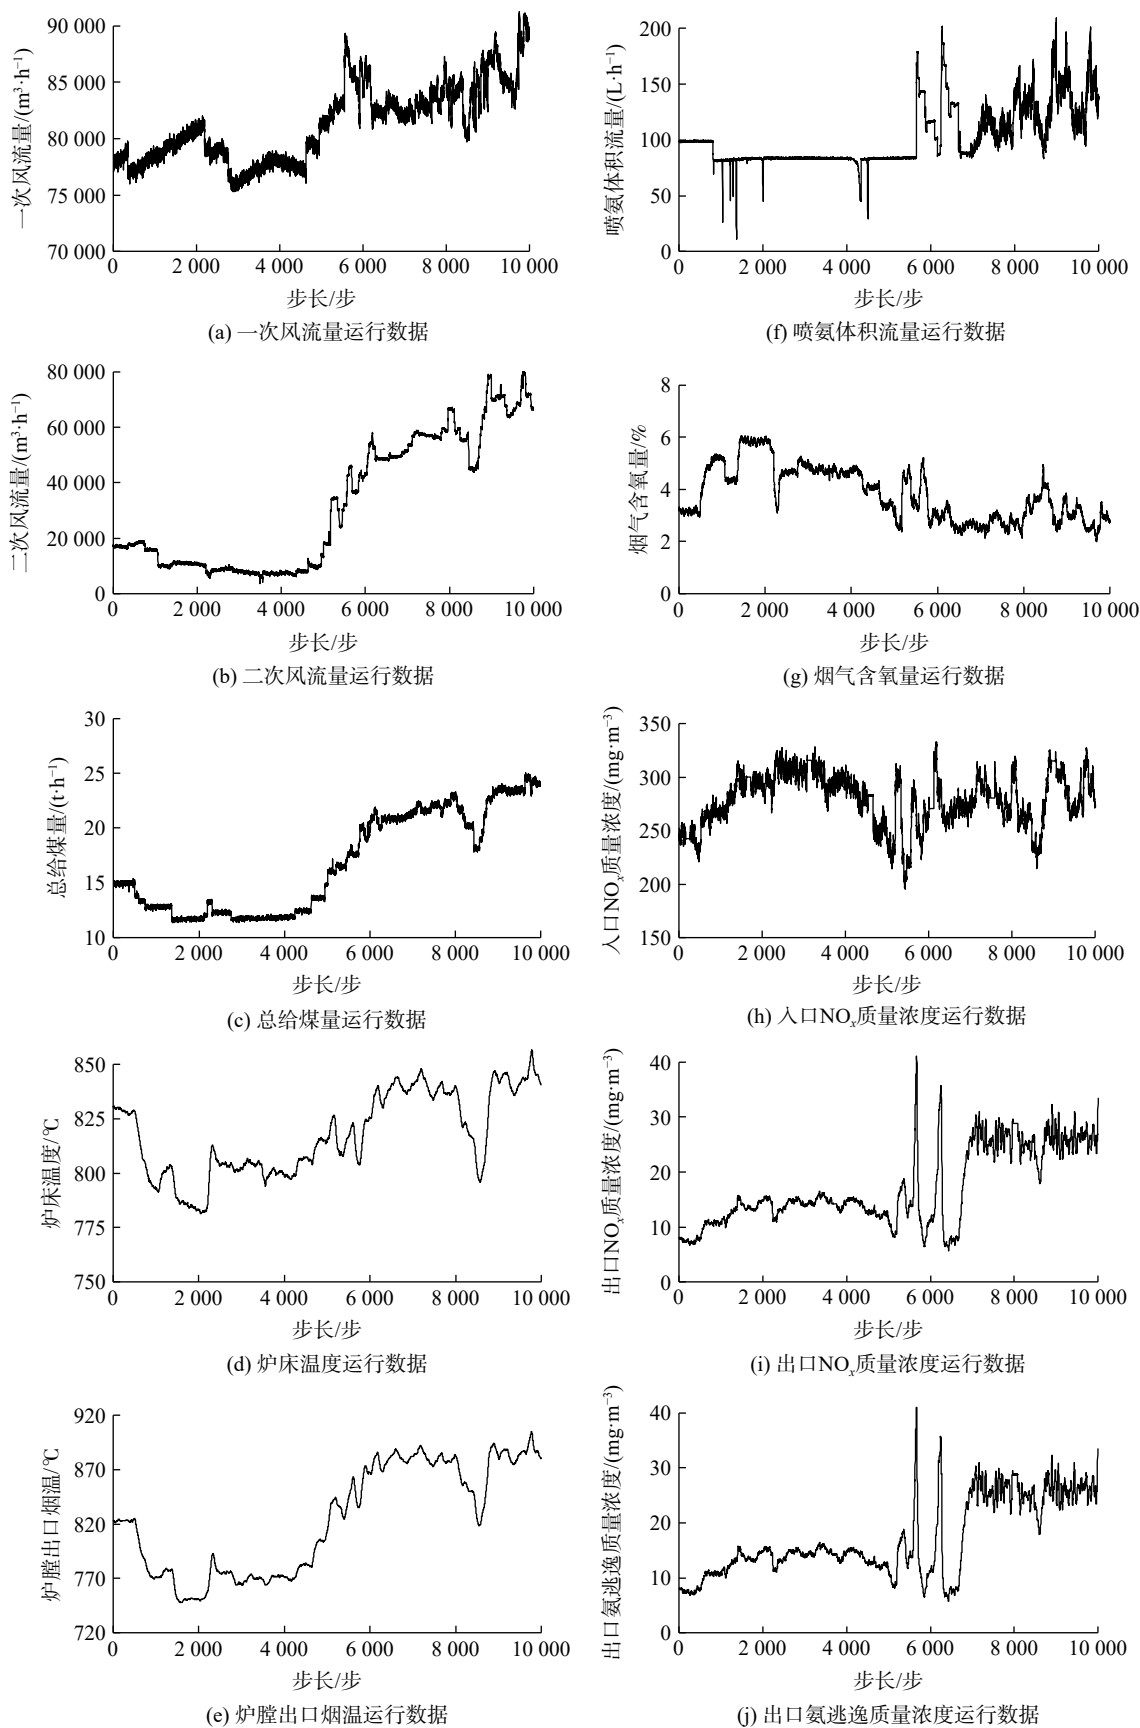 90 000
85 000
80 000
75 000
70 000
一次风流量/(m³·h⁻¹)
0 2 000 4 000 6 000 8 000 10 000
步长/步
(a) 一次风流量运行数据
200
150
100
50
0
喷氨体积流量/(L·h⁻¹)
0 2 000 4 000 6 000 8 000 10 000
步长/步
(f) 喷氨体积流量运行数据
80 000
60 000
40 000
20 000
0
二次风流量/(m³·h⁻¹)
0 2 000 4 000 6 000 8 000 10 000
步长/步
(b) 二次风流量运行数据
8
6
4
2
0
烟气含氧量/%
0 2 000 4 000 6 000 8 000 10 000
步长/步
(g) 烟气含氧量运行数据
30
25
20
15
10
总给煤量/(t·h⁻¹)
0 2 000 4 000 6 000 8 000 10 000
步长/步
(c) 总给煤量运行数据
350
300
250
200
150
入口NOₓ质量浓度/(mg·m⁻³)
0 2 000 4 000 6 000 8 000 10 000
步长/步
(h) 入口NOₓ质量浓度运行数据
850
825
800
775
750
炉床温度/℃
0 2 000 4 000 6 000 8 000 10 000
步长/步
(d) 炉床温度运行数据
40
30
20
10
0
出口NOₓ质量浓度/(mg·m⁻³)
0 2 000 4 000 6 000 8 000 10 000
步长/步
(i) 出口NOₓ质量浓度运行数据
920
870
820
770
720
炉膛出口烟温/℃
0 2 000 4 000 6 000 8 000 10 000
步长/步
(e) 炉膛出口烟温运行数据
40
30
20
10
0
出口氨逃逸质量浓度/(mg·m⁻³)
0 2 000 4 000 6 000 8 000 10 000
步长/步
(j) 出口氨逃逸质量浓度运行数据